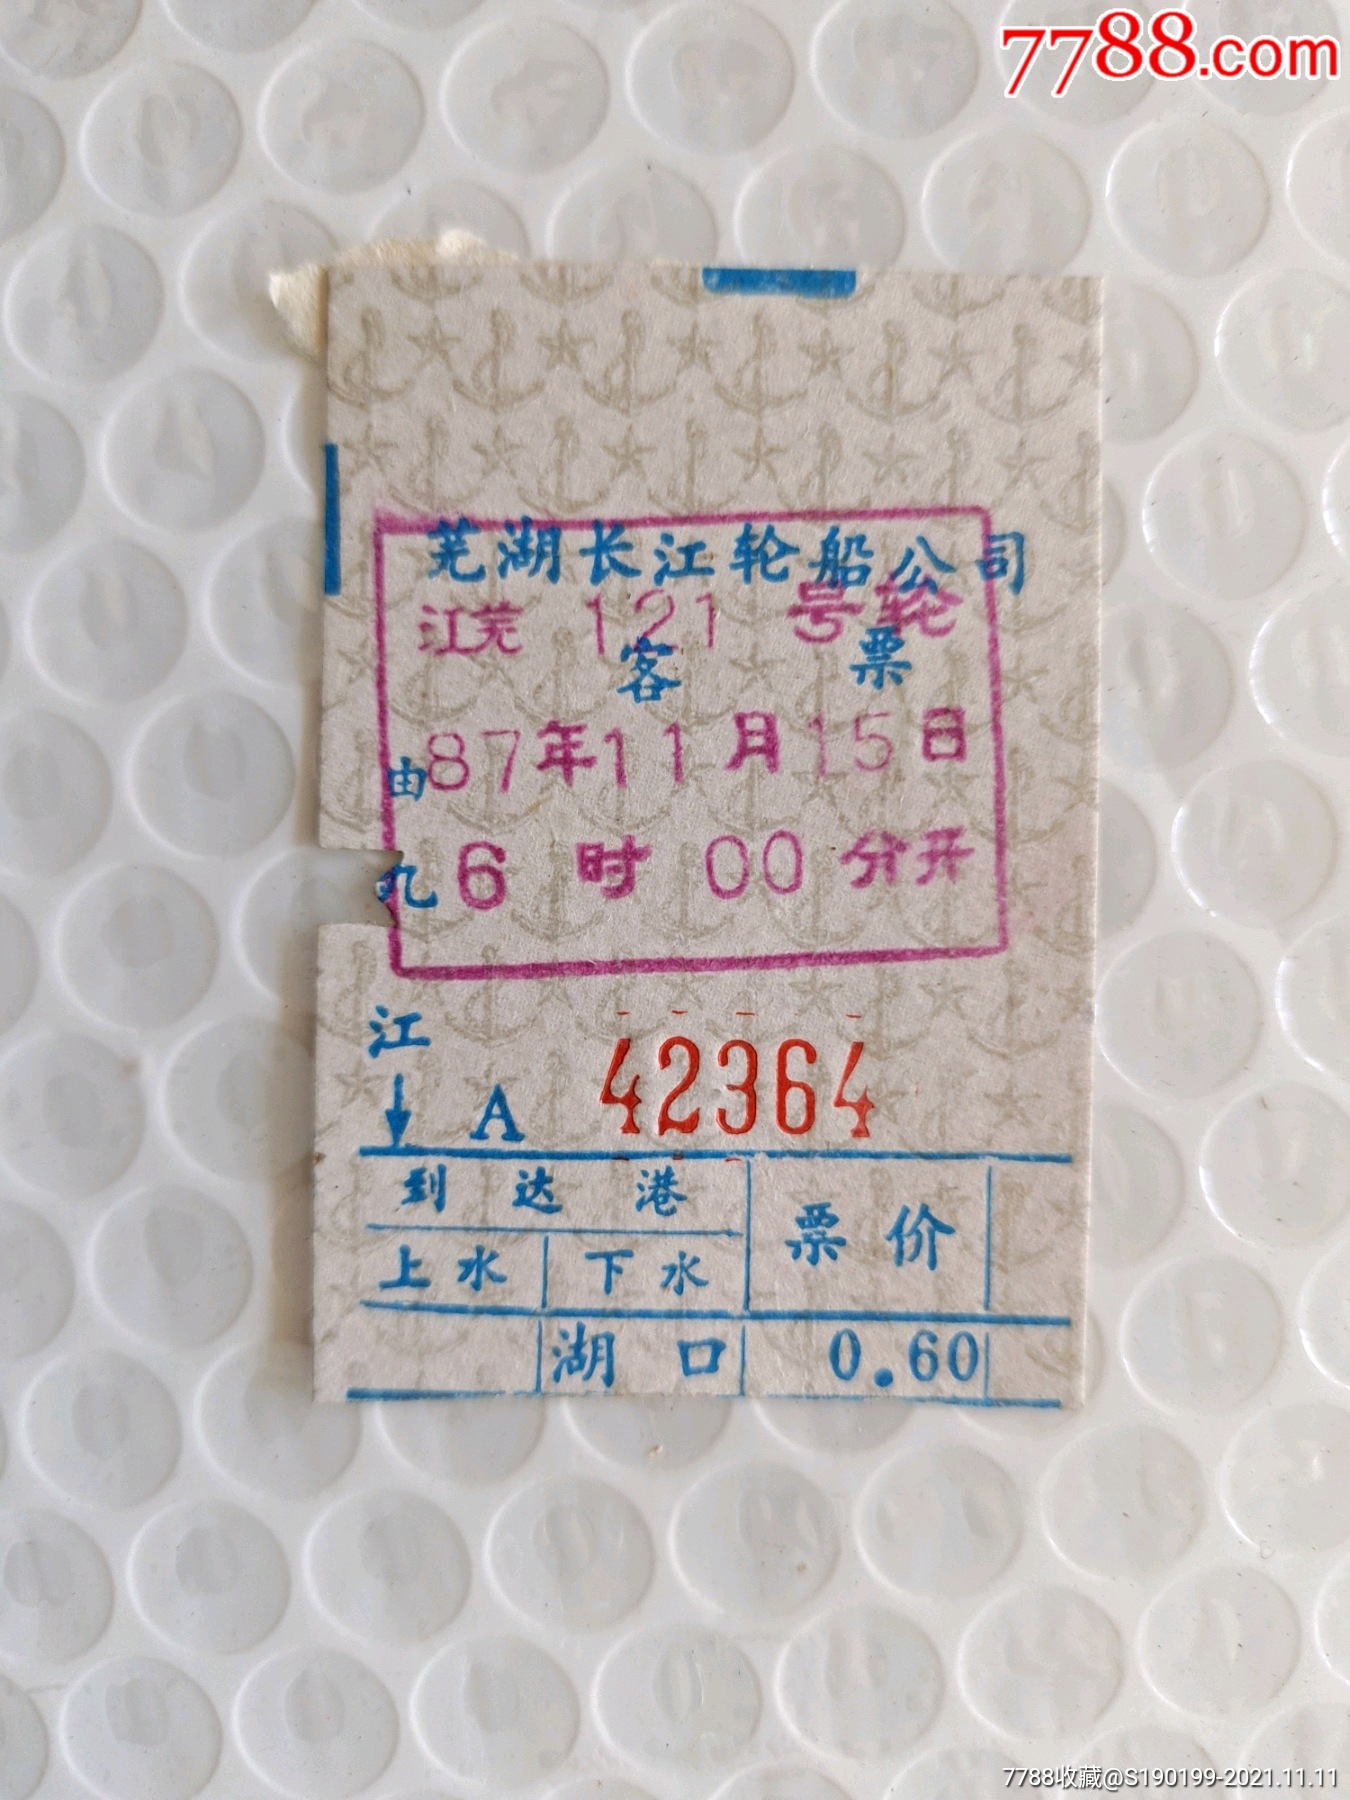 7788.com
芜湖长江轮船公司
江芜 121 号轮
客 票
87年11月15日
由九江
6 时 00 分开
A 42364
到 达 港
票 价
上 水
下 水
湖 口
0.60
7788收藏@S190199-2021.11.11